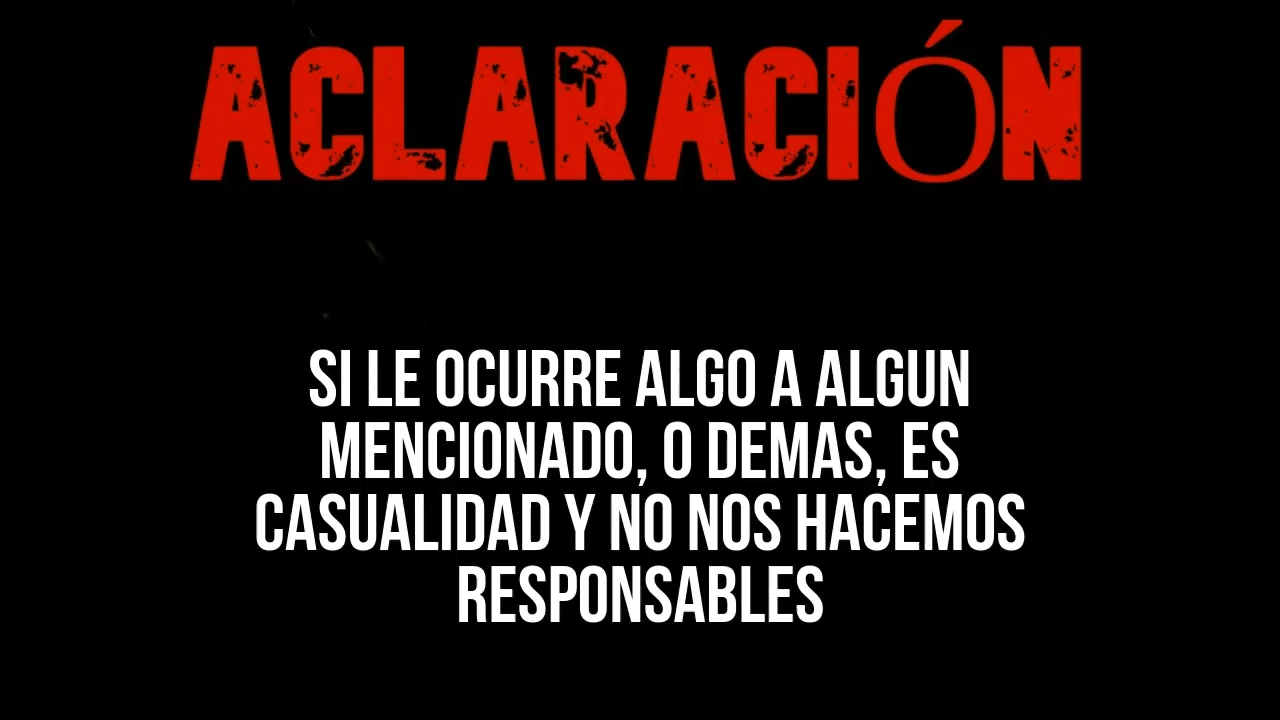 ACLARACIÓN
SI LE OCURRE ALGO A ALGUN
MENCIONADO, O DEMAS, ES
CASUALIDAD Y NO NOS HACEMOS
RESPONSABLES